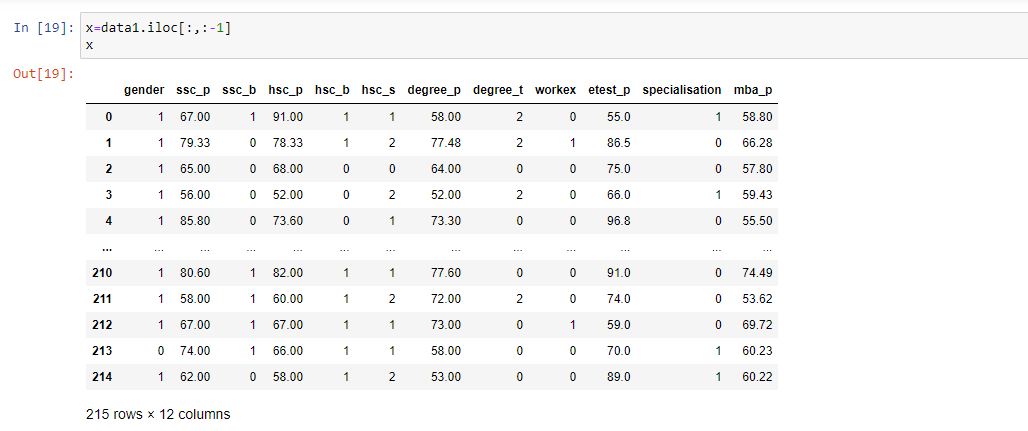 In [19]: x=data1.iloc[:,:-1]
x
Out[19]:
gender ssc_p ssc_b hsc_p hsc_b hsc_s degree_p degree_t workex etest_p specialisation mba_p
0 1 67.00 1 91.00 1 1 58.00 2 0 55.0 1 58.80
1 1 79.33 0 78.33 1 2 77.48 2 1 86.5 0 66.28
2 1 65.00 0 68.00 0 0 64.00 0 0 75.0 0 57.80
3 1 56.00 0 52.00 0 2 52.00 2 0 66.0 1 59.43
4 1 85.80 0 73.60 0 1 73.30 0 0 96.8 0 55.50
... ... ... ... ... ... ... ... ... ... ... ... ...
210 1 80.60 1 82.00 1 1 77.60 0 0 91.0 0 74.49
211 1 58.00 1 60.00 1 2 72.00 2 0 74.0 0 53.62
212 1 67.00 1 67.00 1 1 73.00 0 1 59.0 0 69.72
213 0 74.00 1 66.00 1 1 58.00 0 0 70.0 1 60.23
214 1 62.00 0 58.00 1 2 53.00 0 0 89.0 1 60.22
215 rows × 12 columns